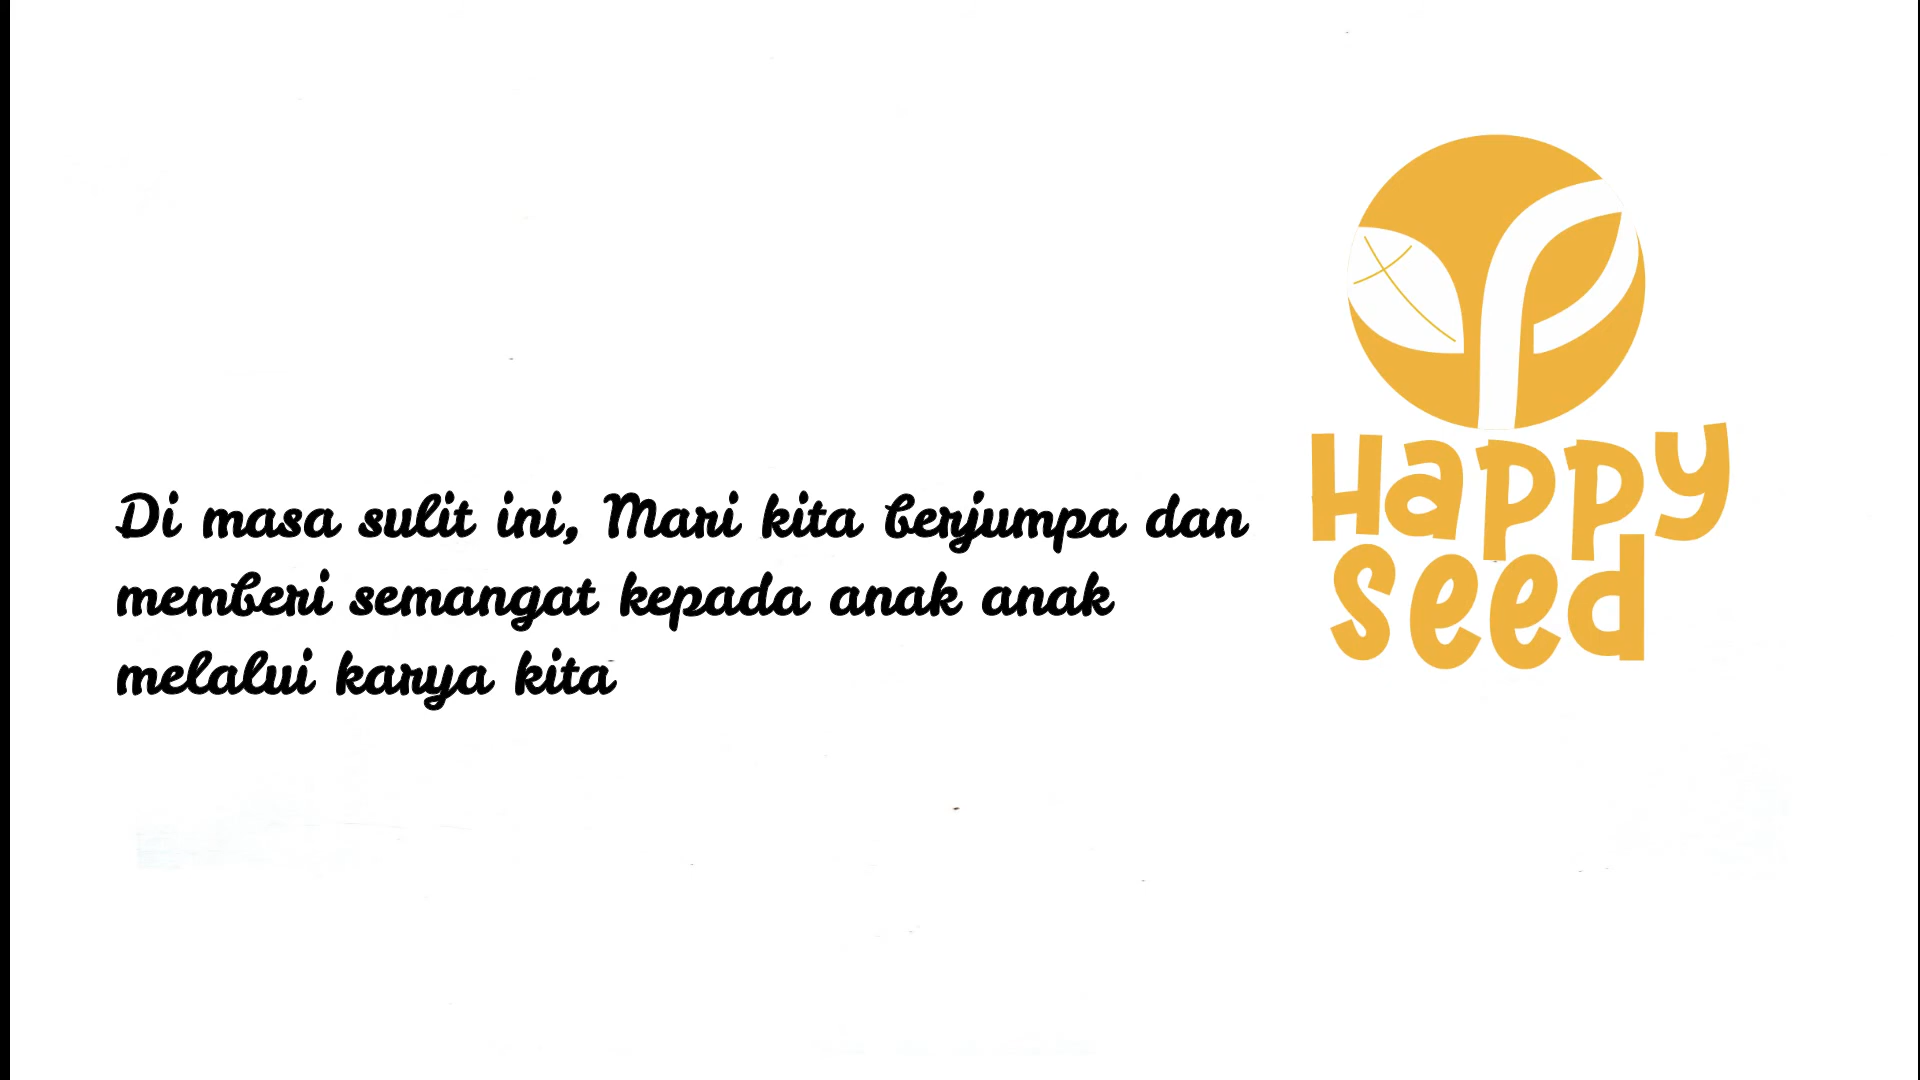 Di masa sulit ini, Mari kita berjumpa dan
memberi semangat kepada anak anak
melalui karya kita
Happy
Seed